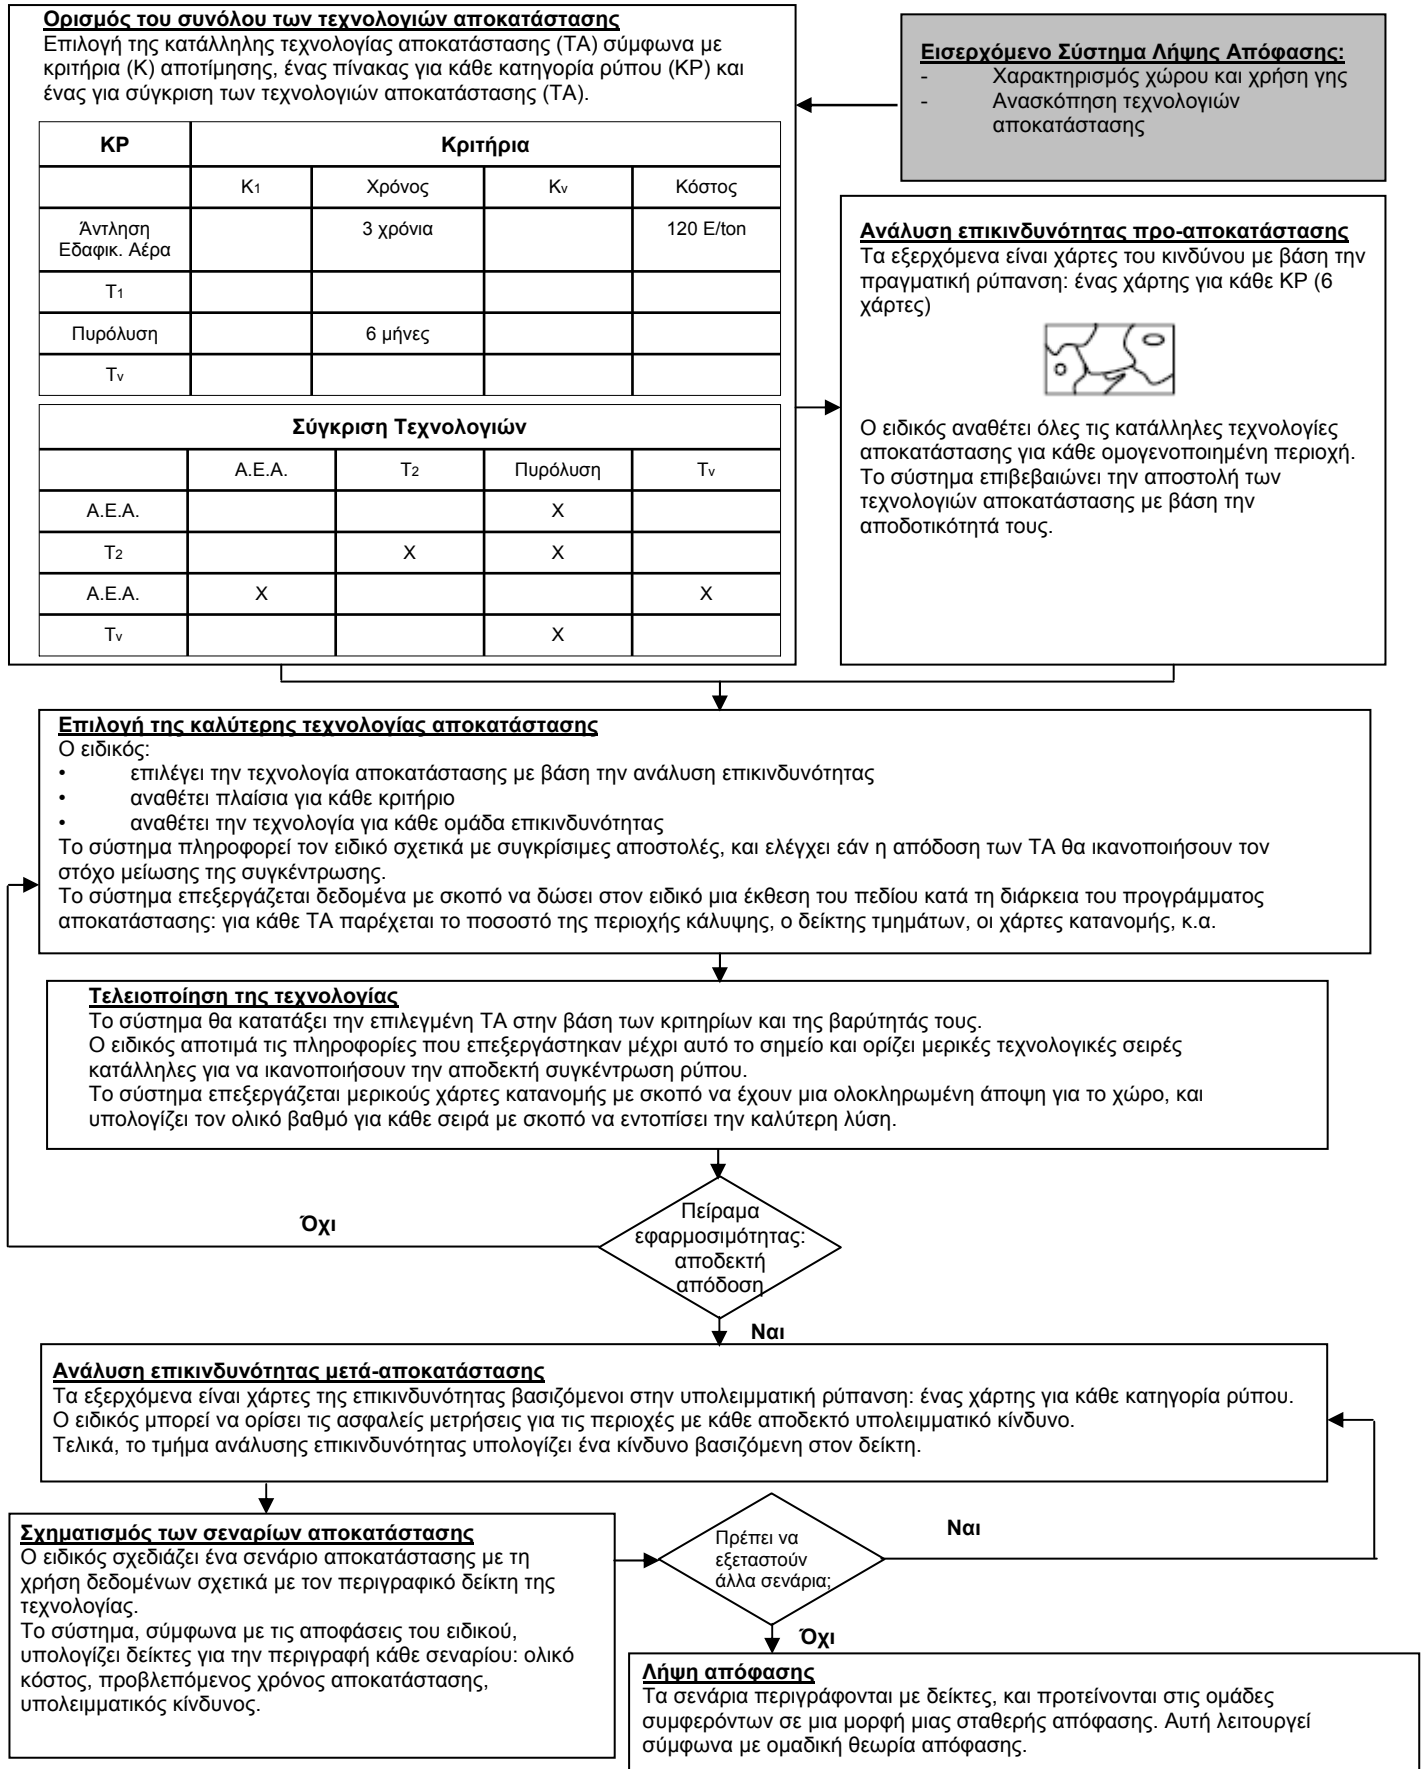 Ορισμός του συνόλου των τεχνολογιών αποκατάστασης
Επιλογή της κατάλληλης τεχνολογίας αποκατάστασης (ΤΑ) σύμφωνα με
κριτήρια (Κ) αποτίμησης, ένας πίνακας για κάθε κατηγορία ρύπου (ΚΡ) και
ένας για σύγκριση των τεχνολογιών αποκατάστασης (ΤΑ).
ΚΡ Κριτήρια
Κ1 Χρόνος Κν Κόστος
Άντληση
Εδαφικ. Αέρα 3 χρόνια 120 Ε/ton
Τ1
Πυρόλυση 6 μήνες
Τν
Σύγκριση Τεχνολογιών
Α.Ε.Α. Τ2 Πυρόλυση Τν
Α.Ε.Α. Χ
Τ2 Χ Χ
Α.Ε.Α. Χ Χ
Τν Χ
Εισερχόμενο Σύστημα Λήψης Απόφασης:
- Χαρακτηρισμός χώρου και χρήση γης
- Ανασκόπηση τεχνολογιών
αποκατάστασης
Ανάλυση επικινδυνότητας προ-αποκατάστασης
Τα εξερχόμενα είναι χάρτες του κινδύνου με βάση την
πραγματική ρύπανση: ένας χάρτης για κάθε ΚΡ (6
χάρτες)
Ο ειδικός αναθέτει όλες τις κατάλληλες τεχνολογίες
αποκατάστασης για κάθε ομογενοποιημένη περιοχή.
Το σύστημα επιβεβαιώνει την αποστολή των
τεχνολογιών αποκατάστασης με βάση την
αποδοτικότητά τους.
Επιλογή της καλύτερης τεχνολογίας αποκατάστασης
Ο ειδικός:
• επιλέγει την τεχνολογία αποκατάστασης με βάση την ανάλυση επικινδυνότητας
• αναθέτει πλαίσια για κάθε κριτήριο
• αναθέτει την τεχνολογία για κάθε ομάδα επικινδυνότητας
Το σύστημα πληροφορεί τον ειδικό σχετικά με συγκρίσιμες αποστολές, και ελέγχει εάν η απόδοση των ΤΑ θα ικανοποιήσουν τον
στόχο μείωσης της συγκέντρωσης.
Το σύστημα επεξεργάζεται δεδομένα με σκοπό να δώσει στον ειδικό μια έκθεση του πεδίου κατά τη διάρκεια του προγράμματος
αποκατάστασης: για κάθε ΤΑ παρέχεται το ποσοστό της περιοχής κάλυψης, ο δείκτης τμημάτων, οι χάρτες κατανομής, κ.α.
Τελειοποίηση της τεχνολογίας
Το σύστημα θα κατατάξει την επιλεγμένη ΤΑ στην βάση των κριτηρίων και της βαρύτητάς τους.
Ο ειδικός αποτιμά τις πληροφορίες που επεξεργάστηκαν μέχρι αυτό το σημείο και ορίζει μερικές τεχνολογικές σειρές
κατάλληλες για να ικανοποιήσουν την αποδεκτή συγκέντρωση ρύπου.
Το σύστημα επεξεργάζεται μερικούς χάρτες κατανομής με σκοπό να έχουν μια ολοκληρωμένη άποψη για το χώρο, και
υπολογίζει τον ολικό βαθμό για κάθε σειρά με σκοπό να εντοπίσει την καλύτερη λύση.
Πείραμα
εφαρμοσιμότητας:
αποδεκτή
απόδοση
Όχι
Ναι
Ανάλυση επικινδυνότητας μετά-αποκατάστασης
Τα εξερχόμενα είναι χάρτες της επικινδυνότητας βασιζόμενοι στην υπολειμματική ρύπανση: ένας χάρτης για κάθε κατηγορία ρύπου.
Ο ειδικός μπορεί να ορίσει τις ασφαλείς μετρήσεις για τις περιοχές με κάθε αποδεκτό υπολειμματικό κίνδυνο.
Τελικά, το τμήμα ανάλυσης επικινδυνότητας υπολογίζει ένα κίνδυνο βασιζόμενη στον δείκτη.
Σχηματισμός των σεναρίων αποκατάστασης
Ο ειδικός σχεδιάζει ένα σενάριο αποκατάστασης με τη
χρήση δεδομένων σχετικά με τον περιγραφικό δείκτη της
τεχνολογίας.
Το σύστημα, σύμφωνα με τις αποφάσεις του ειδικού,
υπολογίζει δείκτες για την περιγραφή κάθε σεναρίου: ολικό
κόστος, προβλεπόμενος χρόνος αποκατάστασης,
υπολειμματικός κίνδυνος.
Πρέπει να
εξεταστούν
άλλα σενάρια;
Ναι
Όχι
Λήψη απόφασης
Τα σενάρια περιγράφονται με δείκτες, και προτείνονται στις ομάδες
συμφερόντων σε μια μορφή μιας σταθερής απόφασης. Αυτή λειτουργεί
σύμφωνα με ομαδική θεωρία απόφασης.